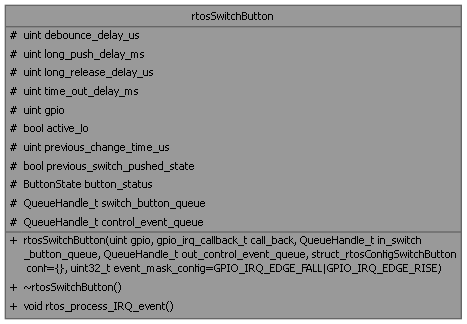 rtosSwitchButton
# uint debounce_delay_us
# uint long_push_delay_ms
# uint long_release_delay_us
# uint time_out_delay_ms
# uint gpio
# bool active_lo
# uint previous_change_time_us
# bool previous_switch_pushed_state
# ButtonState button_status
# QueueHandle_t switch_button_queue
# QueueHandle_t control_event_queue
+ rtosSwitchButton(uint gpio, gpio_irq_callback_t call_back, QueueHandle_t in_switch
_button_queue, QueueHandle_t out_control_event_queue, struct_rtosConfigSwitchButton
conf={}, uint32_t event_mask_config=GPIO_IRQ_EDGE_FALL|GPIO_IRQ_EDGE_RISE)
+ ~rtosSwitchButton()
+ void rtos_process_IRQ_event()